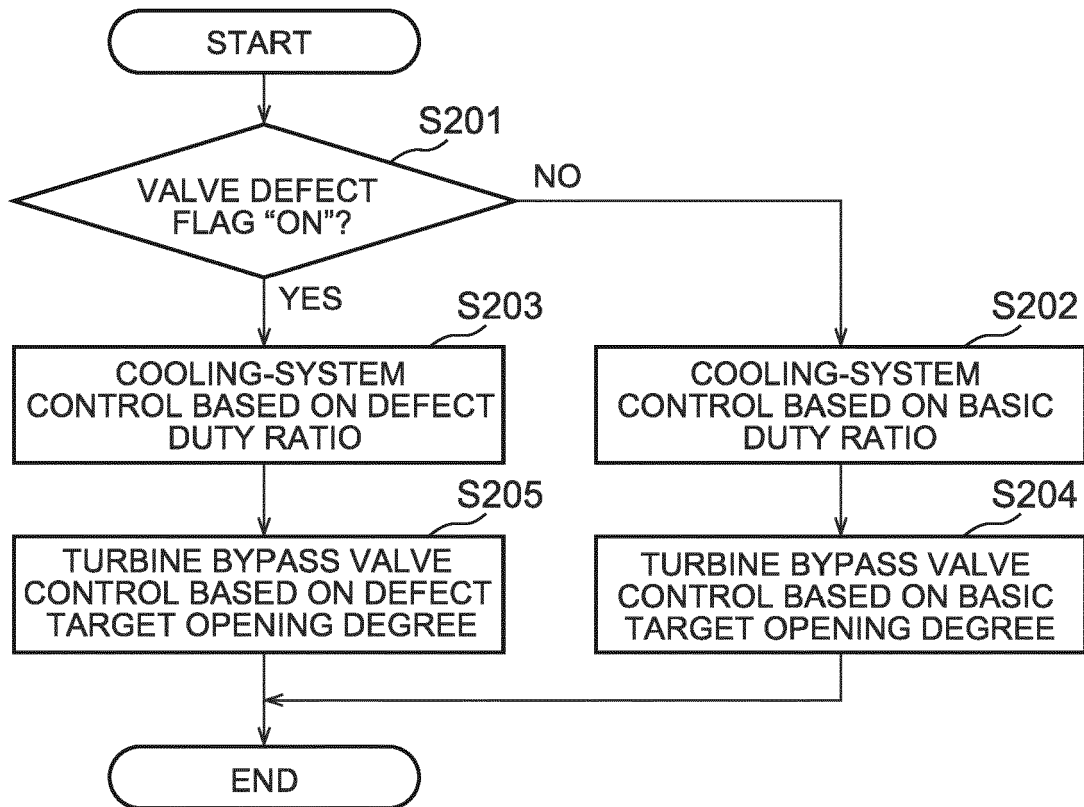 START
S201
VALVE DEFECT
FLAG “ON”?
NO
YES
S203
COOLING-SYSTEM
CONTROL BASED ON DEFECT
DUTY RATIO
S202
COOLING-SYSTEM
CONTROL BASED ON BASIC
DUTY RATIO
S205
TURBINE BYPASS VALVE
CONTROL BASED ON DEFECT
TARGET OPENING DEGREE
S204
TURBINE BYPASS VALVE
CONTROL BASED ON BASIC
TARGET OPENING DEGREE
END